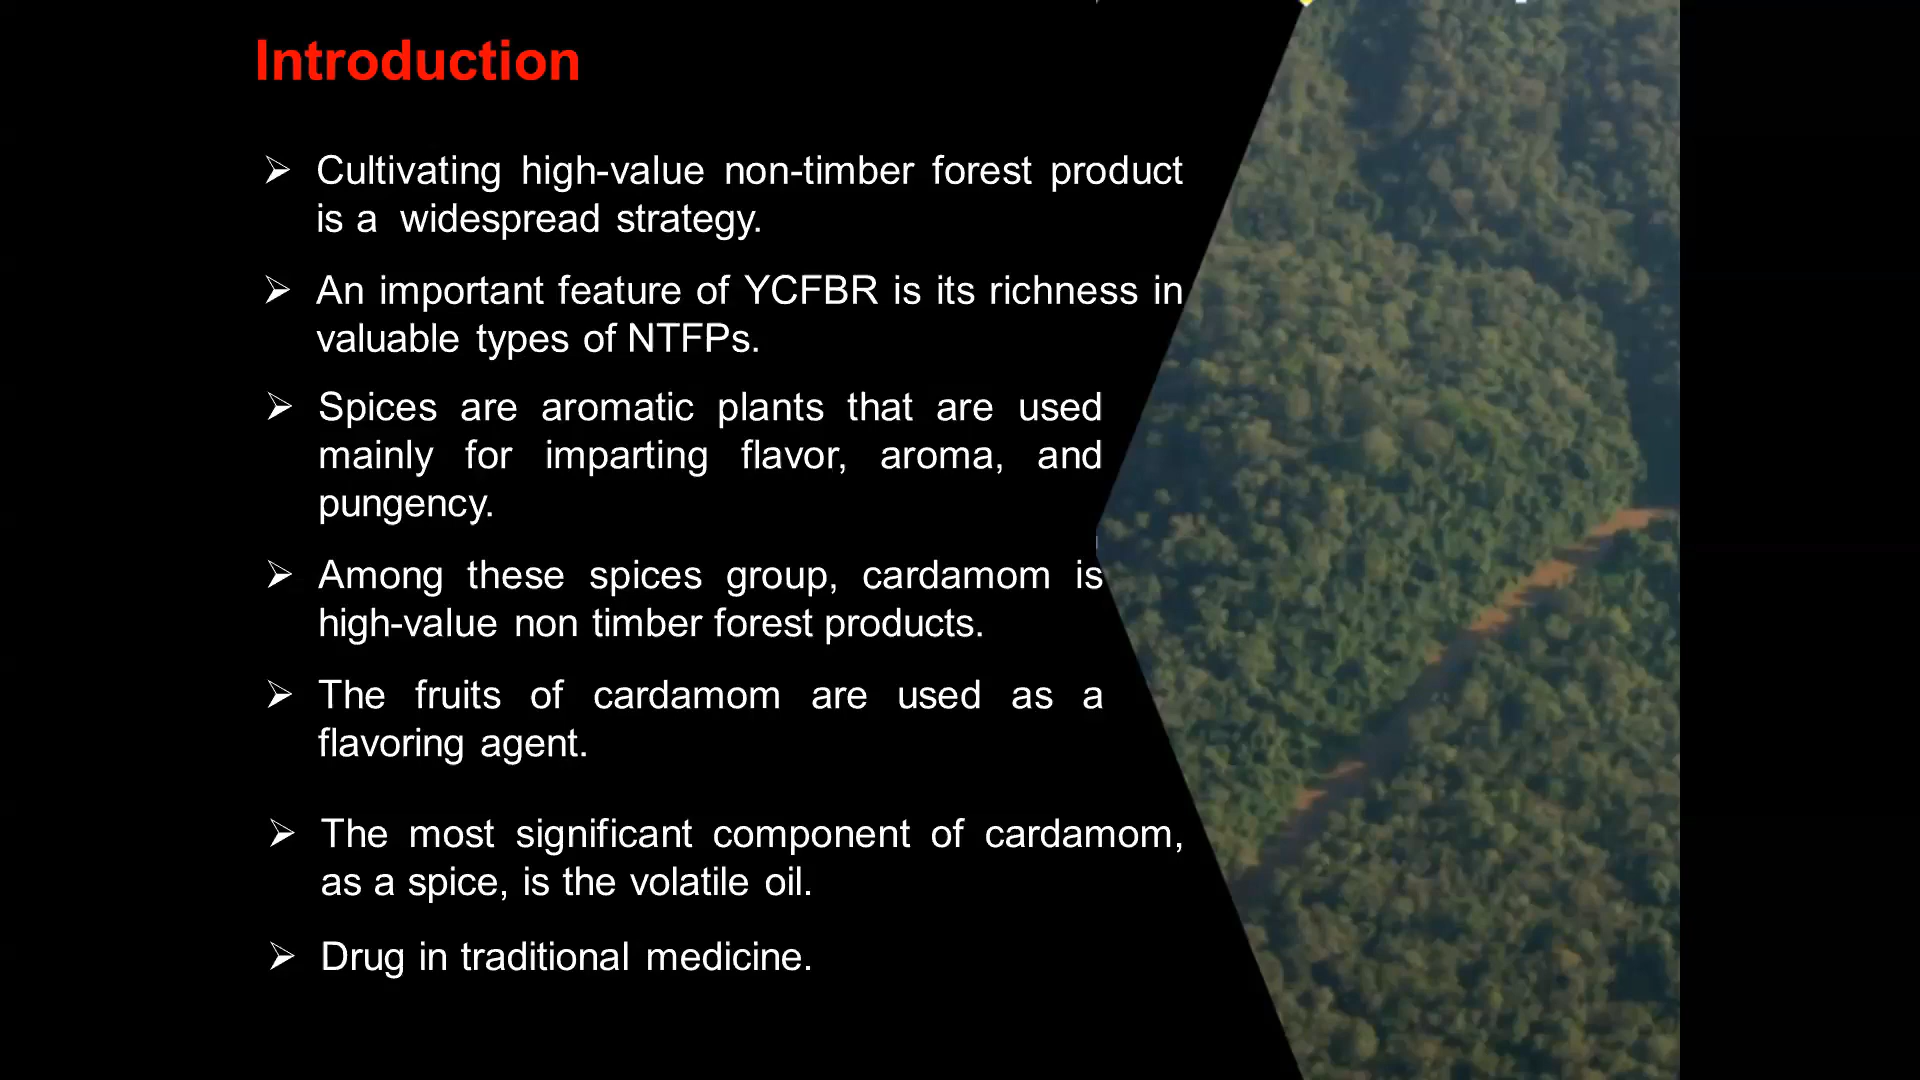 Introduction
➢ Cultivating high-value non-timber forest product
is a widespread strategy.
➢ An important feature of YCFBR is its richness in
valuable types of NTFPs.
➢ Spices are aromatic plants that are used
mainly for imparting flavor, aroma, and
pungency.
➢ Among these spices group, cardamom is
high-value non timber forest products.
➢ The fruits of cardamom are used as a
flavoring agent.
➢ The most significant component of cardamom,
as a spice, is the volatile oil.
➢ Drug in traditional medicine.